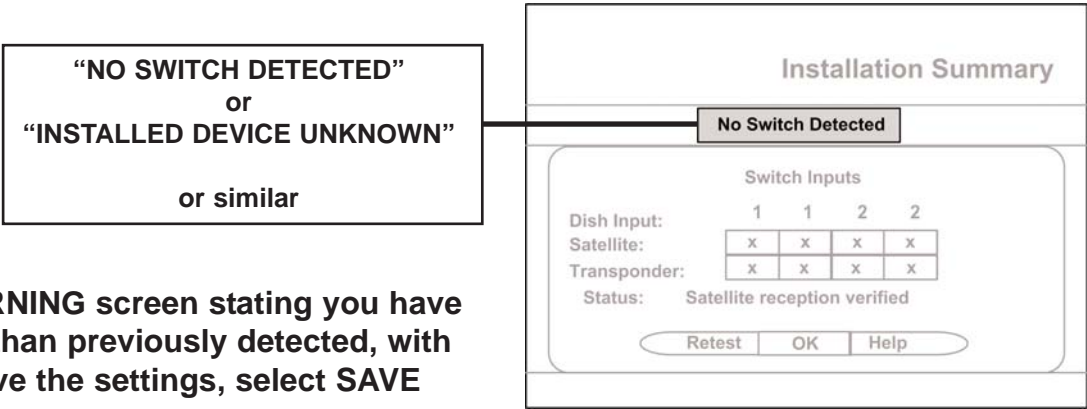 “NO SWITCH DETECTED”
or
“INSTALLED DEVICE UNKNOWN”
or similar
RNING screen stating you have
han previously detected, with
ve the settings, select SAVE
Installation Summary
No Switch Detected
Switch Inputs
Dish Input: 1 1 2 2
Satellite: x x x x
Transponder: x x x x
Status: Satellite reception verified
Retest OK Help